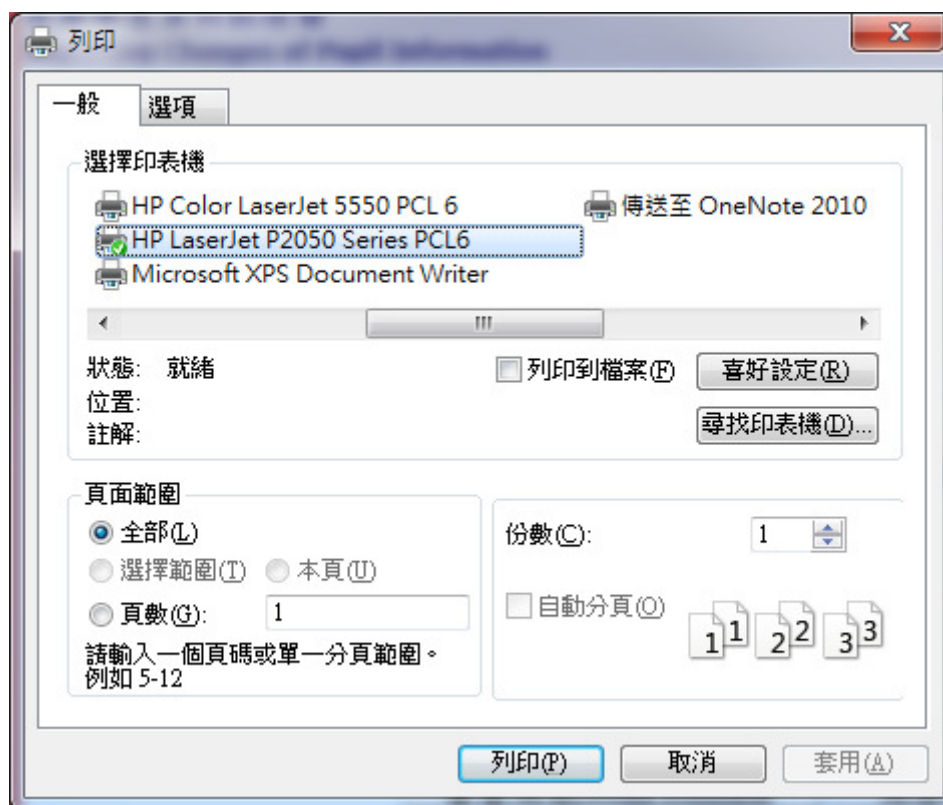 列印
Changes of Pupil Information
一般
選項
選擇印表機
HP Color LaserJet 5550 PCL 6
傳送至 OneNote 2010
HP LaserJet P2050 Series PCL6
Microsoft XPS Document Writer
狀態: 就緒
列印到檔案(F)
喜好設定(R)
位置:
註解:
尋找印表機(D)...
頁面範圍
全部(L)
選擇範圍(T)
本頁(U)
頁數(G):
1
請輸入一個頁碼或單一分頁範圍。
例如 5-12
份數(C):
1
自動分頁(O)
1 1 2 2 3 3
列印(P)
取消
套用(A)